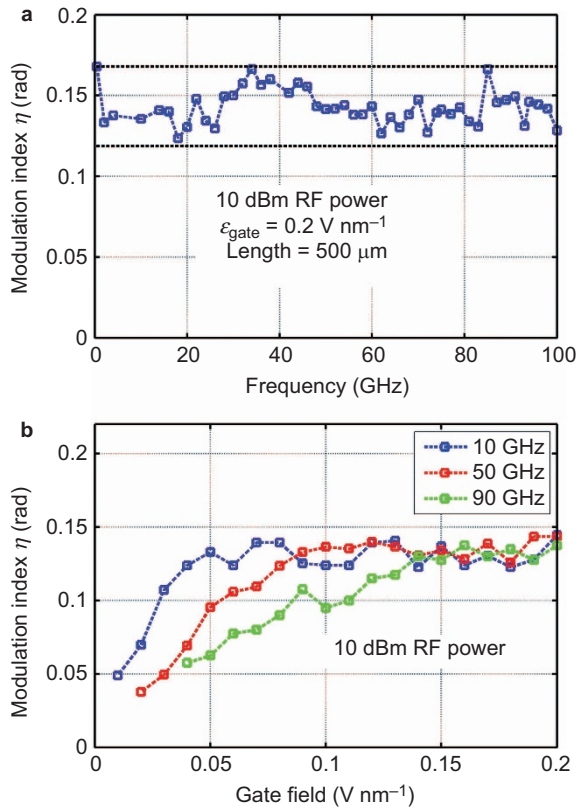 a
0.2
0.15
0.1
0.05
0
Modulation index η (rad)
10 dBm RF power
εgate = 0.2 V nm⁻¹
Length = 500 µm
0 20 40 60 80 100
Frequency (GHz)
b
0.2
0.15
0.1
0.05
0
Modulation index η (rad)
10 GHz
50 GHz
90 GHz
10 dBm RF power
0 0.05 0.1 0.15 0.2
Gate field (V nm⁻¹)